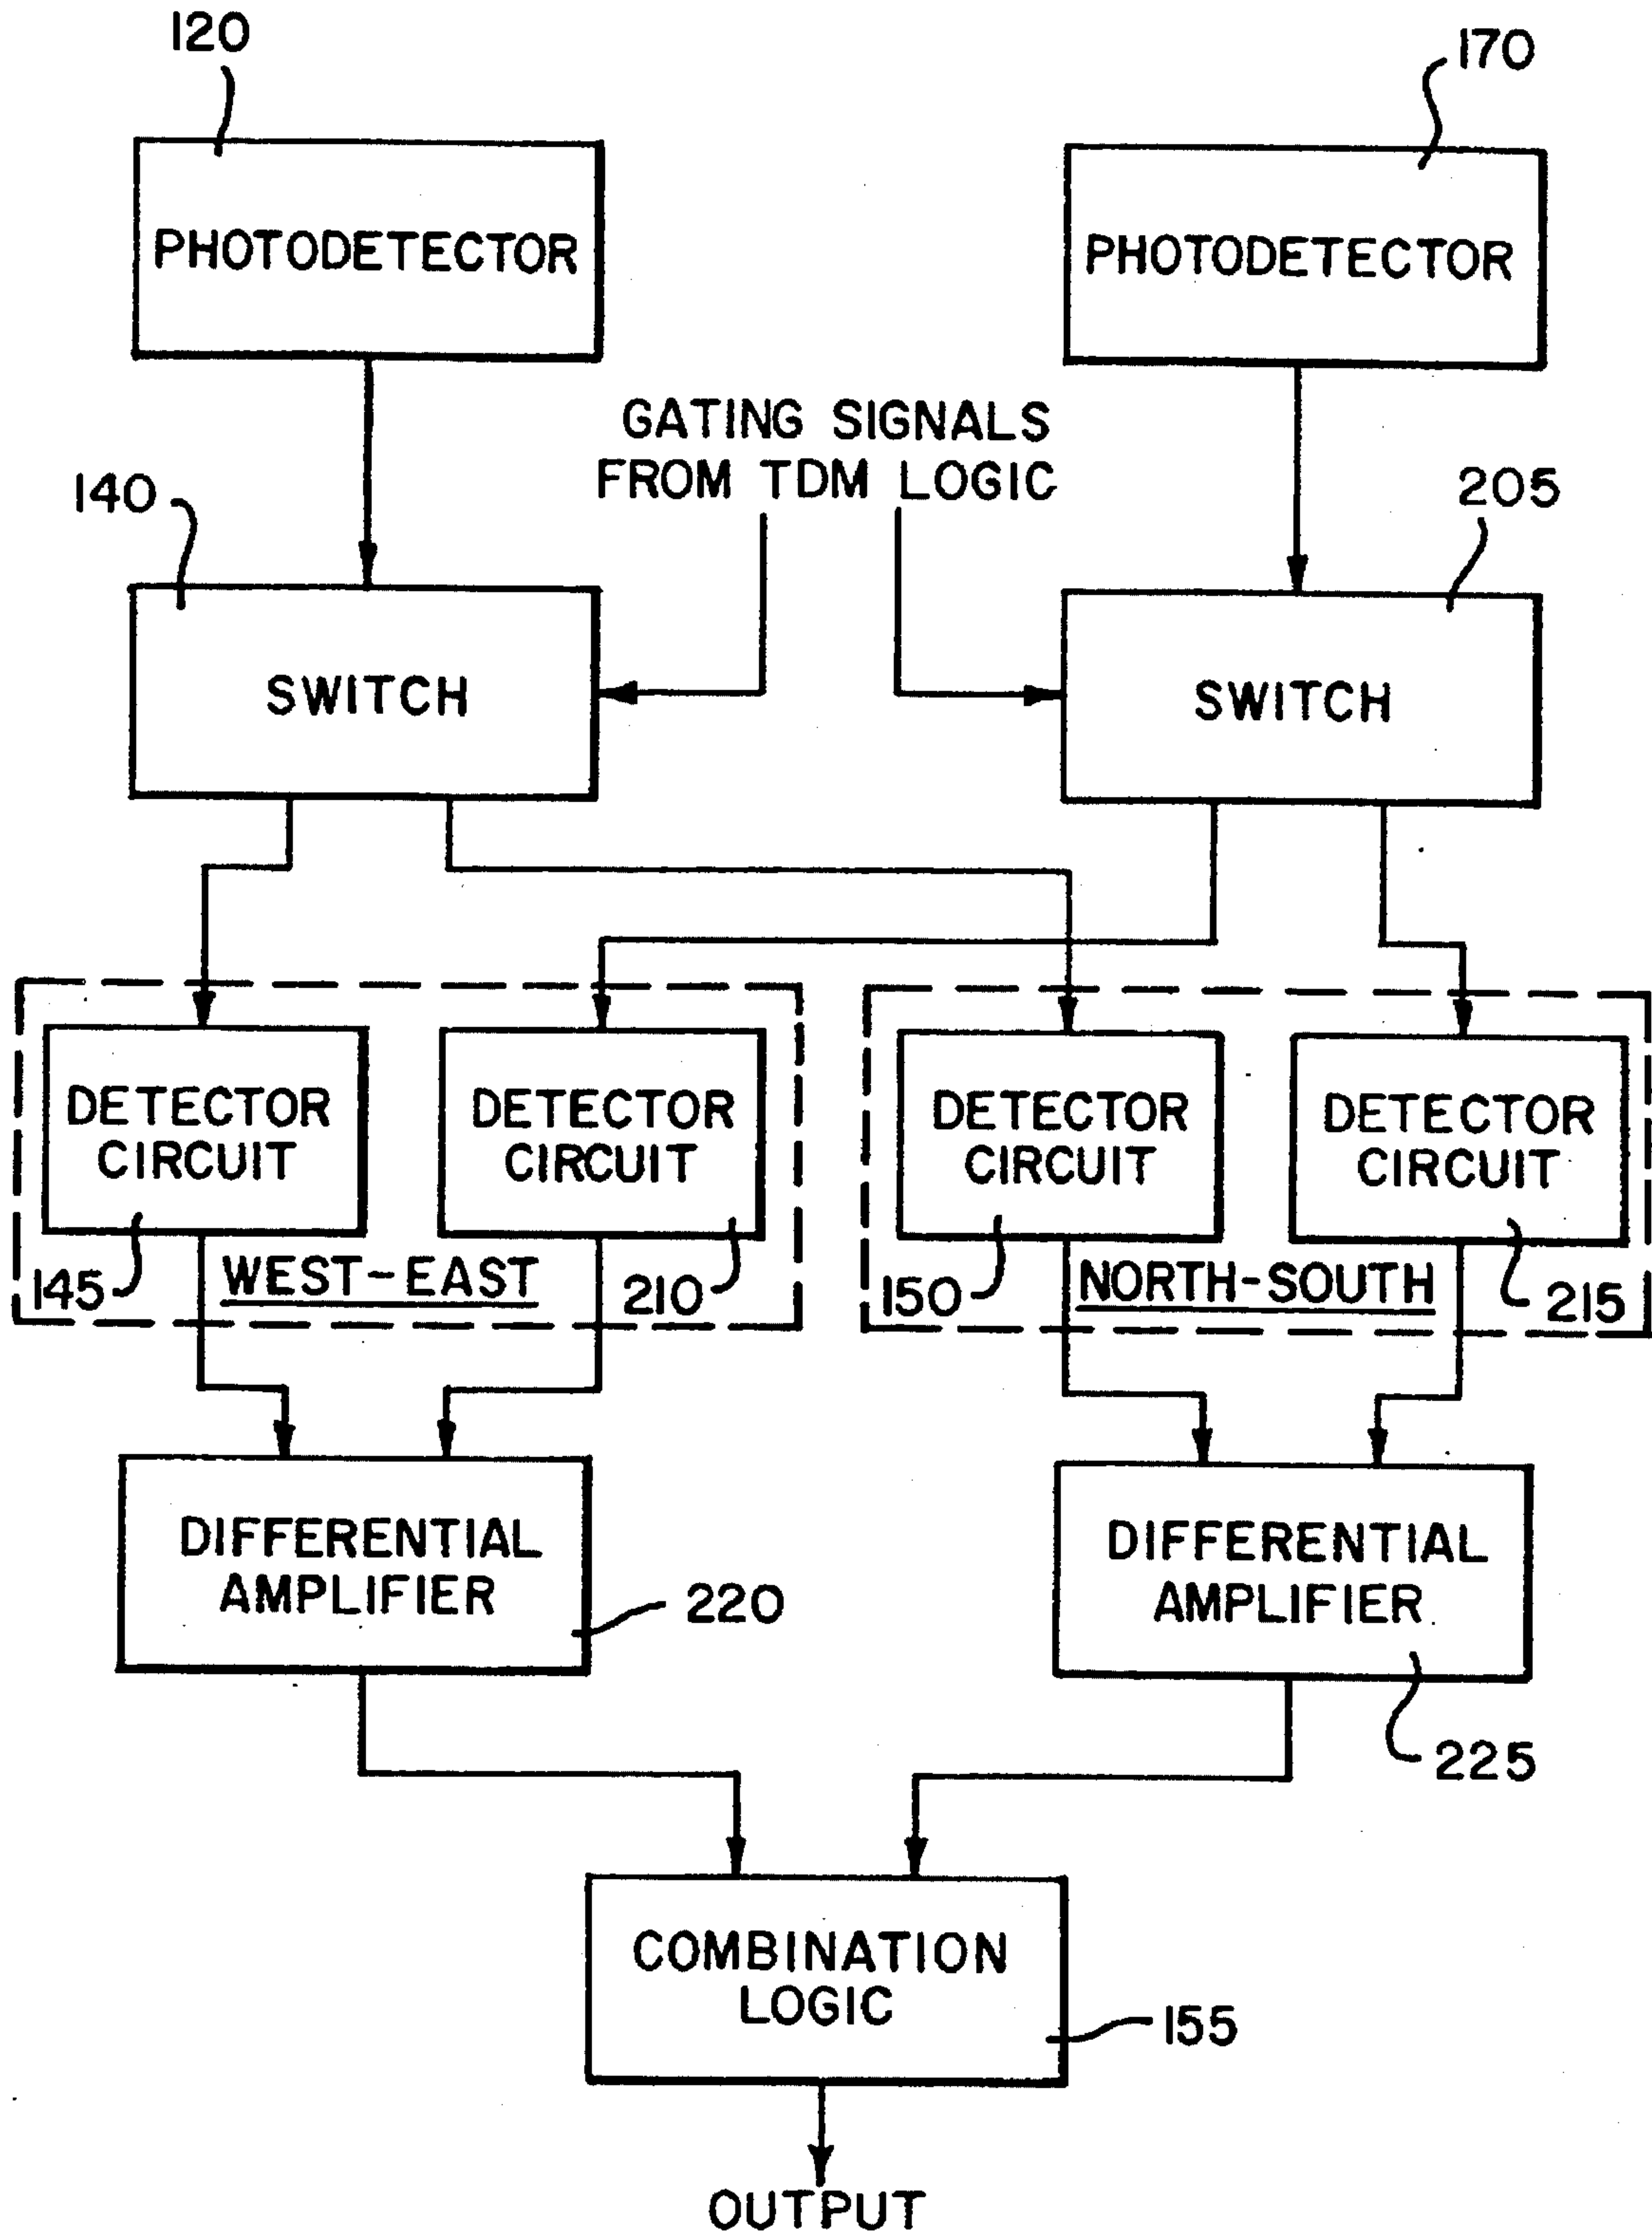 120
170
PHOTODETECTOR
PHOTODETECTOR
GATING SIGNALS
FROM TDM LOGIC
140
205
SWITCH
SWITCH
DETECTOR
CIRCUIT
DETECTOR
CIRCUIT
DETECTOR
CIRCUIT
DETECTOR
CIRCUIT
145
WEST-EAST
210
150
NORTH-SOUTH
215
DIFFERENTIAL
AMPLIFIER
220
DIFFERENTIAL
AMPLIFIER
225
COMBINATION
LOGIC
155
OUTPUT